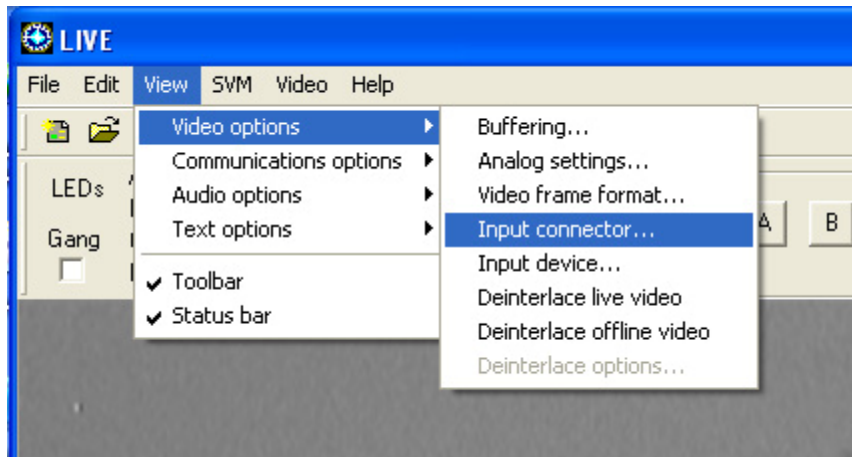 LIVE
File Edit View SVM Video Help
Video options
Communications options
Audio options
Text options
Toolbar
Status bar
Buffering...
Analog settings...
Video frame format...
Input connector...
Input device...
Deinterlace live video
Deinterlace offline video
Deinterlace options...
LEDs
Gang
A B